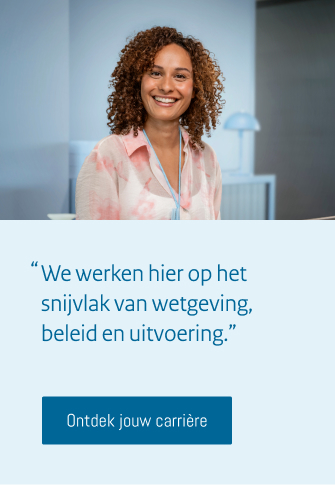 “We werken hier op het
snijvlak van wetgeving,
beleid en uitvoering.”
Ontdek jouw carrière